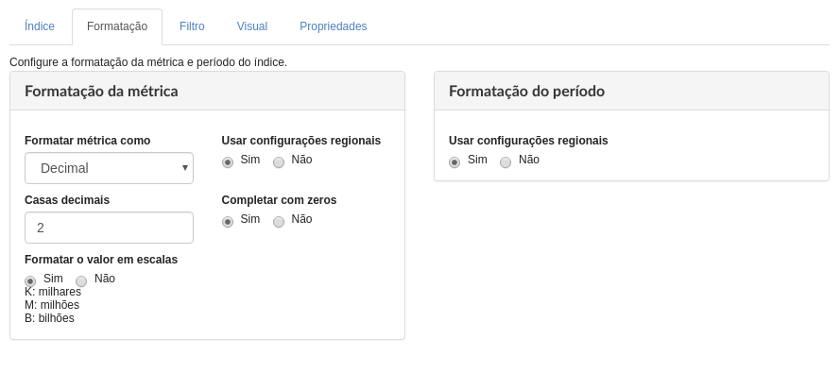 Índice Formatação Filtro Visual Propriedades
Configure a formatação da métrica e período do índice.
Formatação da métrica
Formatar métrica como
Decimal
Usar configurações regionais
Sim Não
Casas decimais
2
Completar com zeros
Sim Não
Formatar o valor em escalas
Sim Não
K: milhares
M: milhões
B: bilhões
Formatação do período
Usar configurações regionais
Sim Não